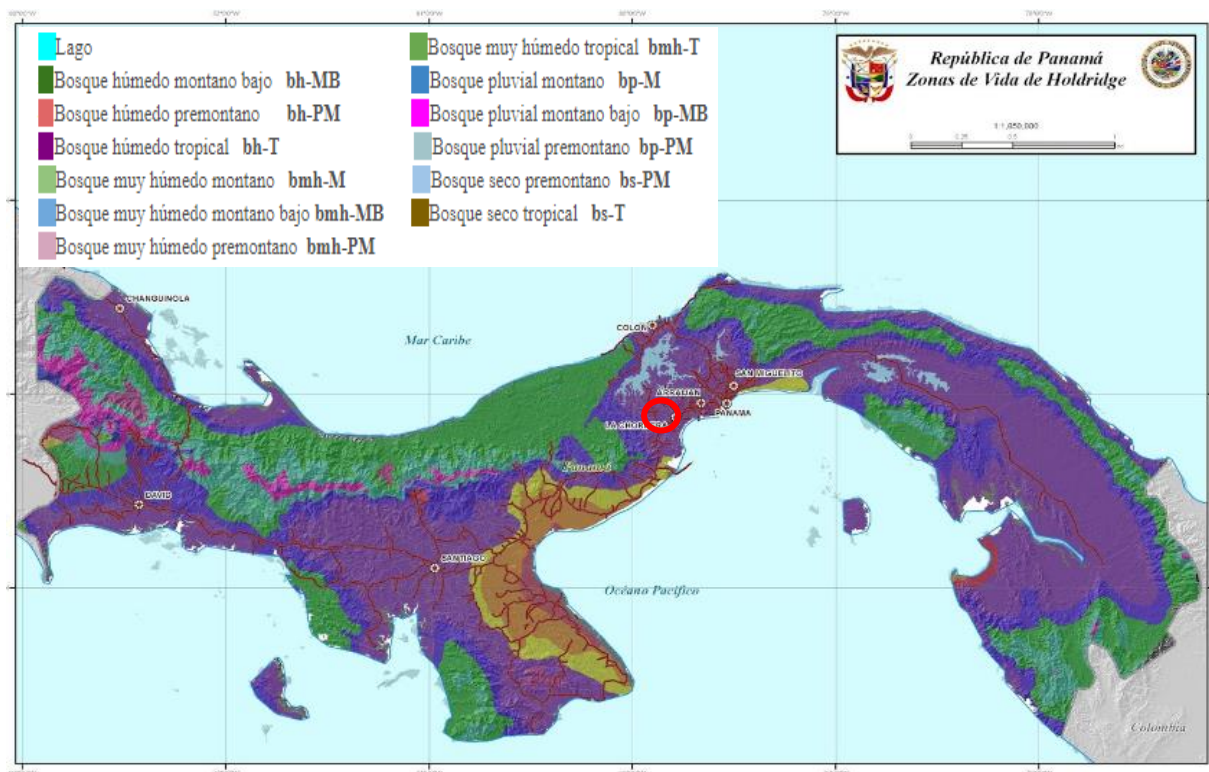 Lago
Bosque húmedo montano bajo bh-MB
Bosque húmedo premontano bh-PM
Bosque húmedo tropical bh-T
Bosque muy húmedo montano bmh-M
Bosque muy húmedo montano bajo bmh-MB
Bosque muy húmedo premontano bmh-PM
Bosque muy húmedo tropical bmh-T
Bosque pluvial montano bp-M
Bosque pluvial montano bajo bp-MB
Bosque pluvial premontano bp-PM
Bosque seco premontano bs-PM
Bosque seco tropical bs-T
República de Panamá
Zonas de Vida de Holdridge
CHANGUINOLA
Mar Caribe
COLON
SAN MIGUELITO
ARRAIJAN
PANAMA
Panamá
DAVID
SANTIAGO
Océano Pacífico
Colombia